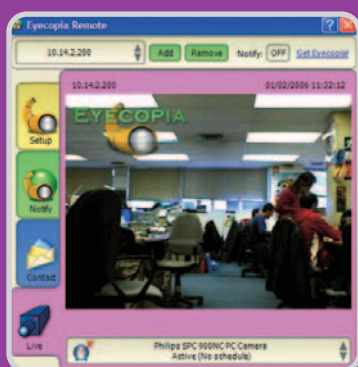 Eyecopia Remote
10.14.2.200 Add Remove Notify: OFF Get Eyecopia!
10.14.2.200 01/02/2006 11:32:12
EYECOPIA
Setup
Notify
Contact
Live
Philips SPC 900NC PC Camera
Active (No schedule)